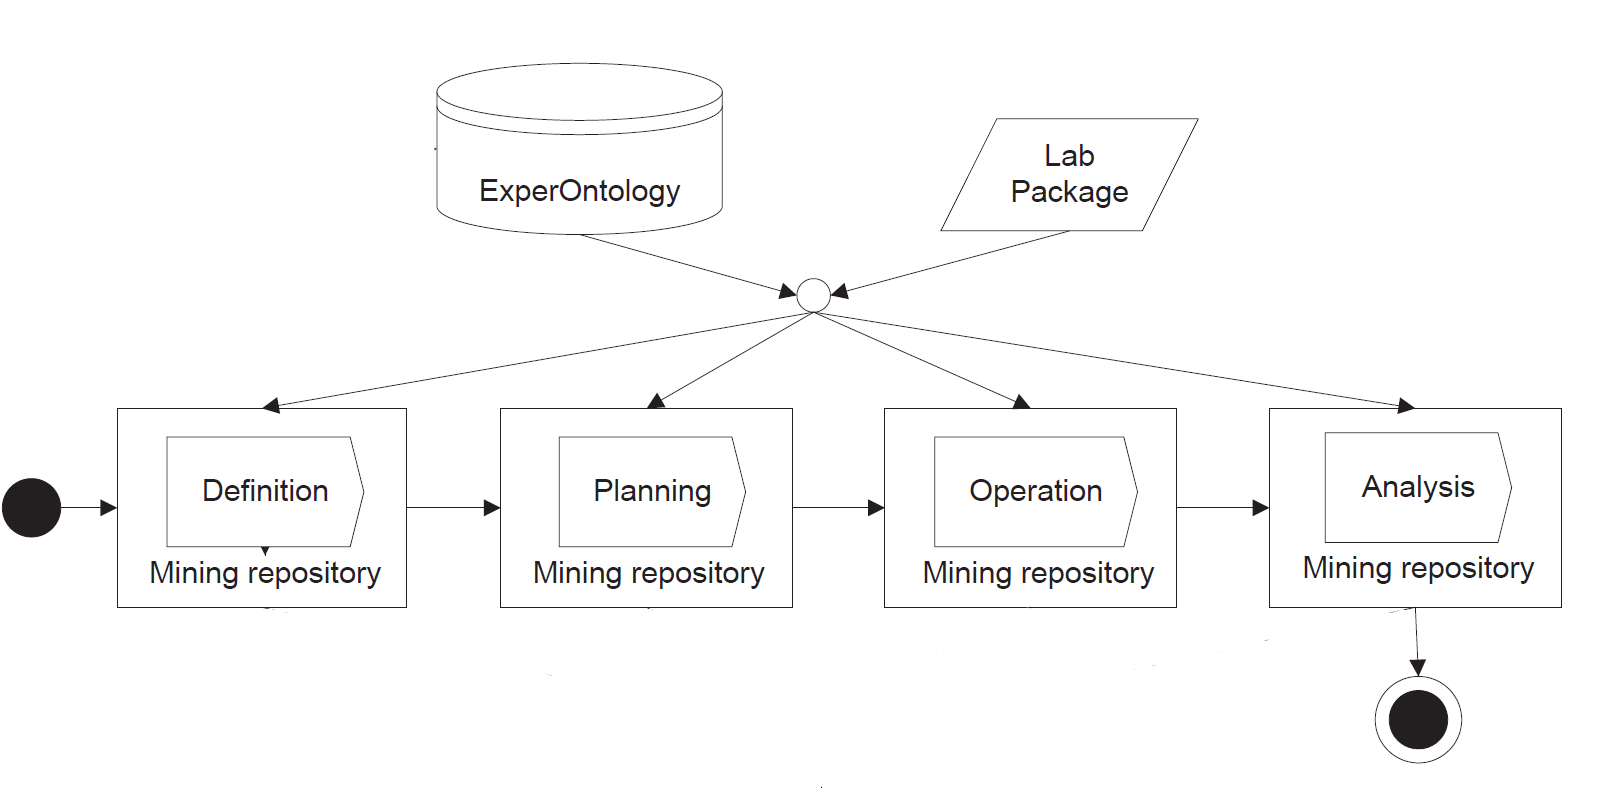 ExperOntology
Lab
Package
Definition
Mining repository
Planning
Mining repository
Operation
Mining repository
Analysis
Mining repository